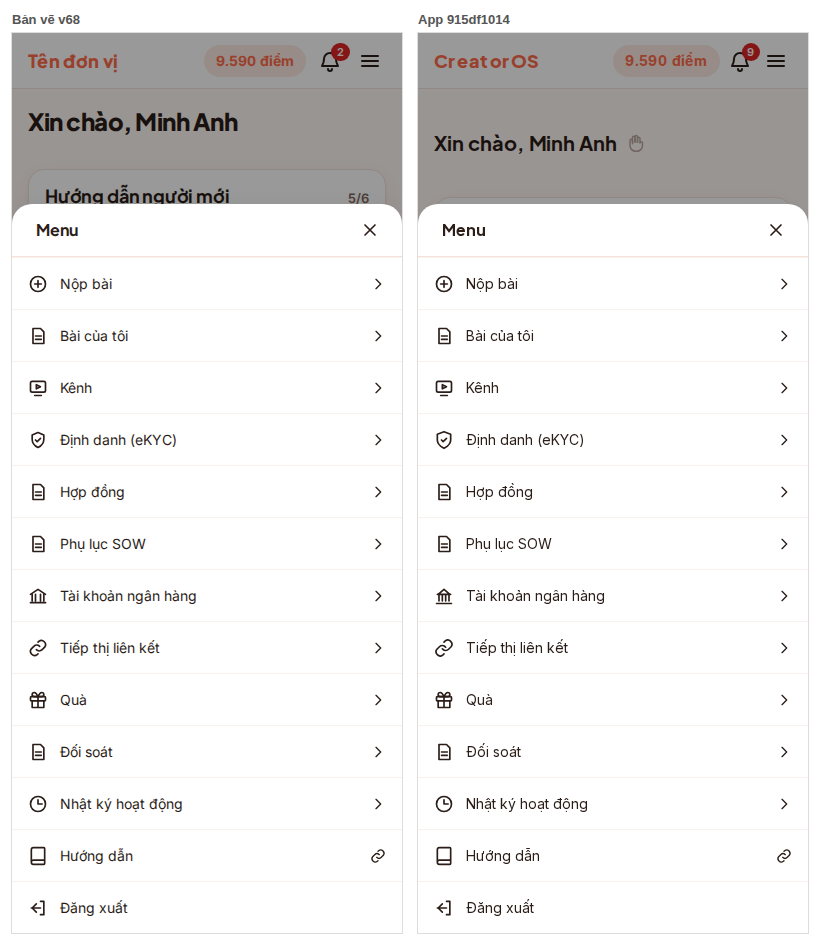 Bản vẽ v68
Tên đơn vị
9.590 điểm
2
Xin chào, Minh Anh
Hướng dẫn người mới
5/6
Menu
Nộp bài
Bài của tôi
Kênh
Định danh (eKYC)
Hợp đồng
Phụ lục SOW
Tài khoản ngân hàng
Tiếp thị liên kết
Quà
Đối soát
Nhật ký hoạt động
Hướng dẫn
Đăng xuất
App 915df1014
CreatorOS
9.590 điểm
9
Xin chào, Minh Anh
Menu
Nộp bài
Bài của tôi
Kênh
Định danh (eKYC)
Hợp đồng
Phụ lục SOW
Tài khoản ngân hàng
Tiếp thị liên kết
Quà
Đối soát
Nhật ký hoạt động
Hướng dẫn
Đăng xuất